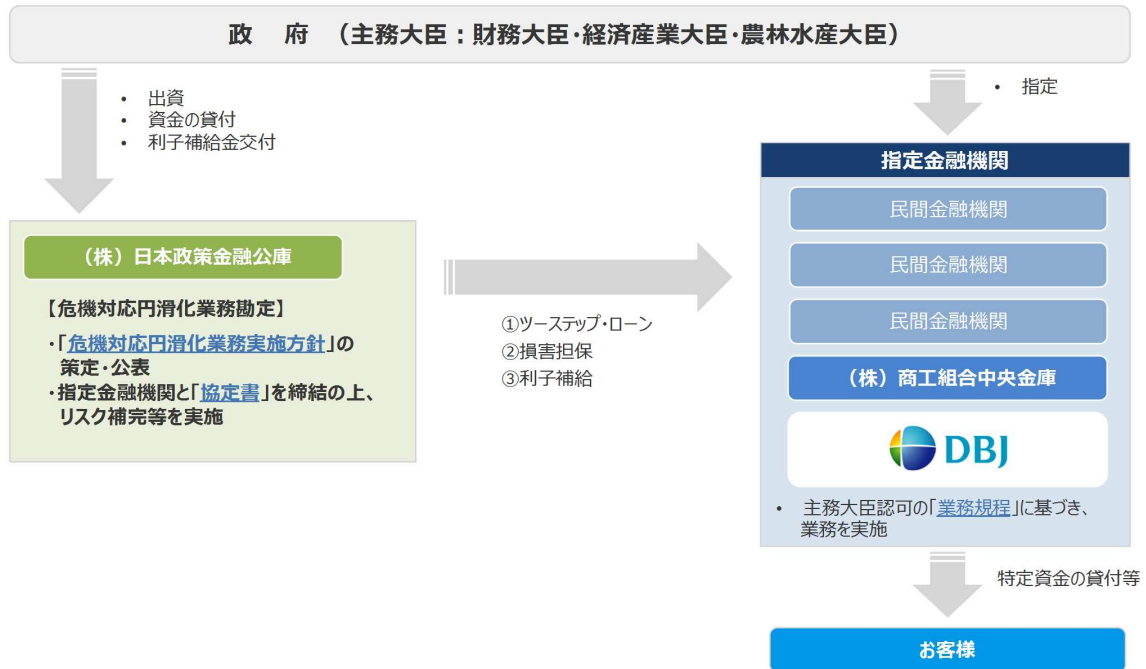 政　府　（主務大臣：財務大臣・経済産業大臣・農林水産大臣）
• 出資
• 資金の貸付
• 利子補給金交付
• 指定
（株）日本政策金融公庫
【危機対応円滑化業務勘定】
・「危機対応円滑化業務実施方針」の
策定・公表
・指定金融機関と「協定書」を締結の上、
リスク補完等を実施
①ツーステップ・ローン
②損害担保
③利子補給
指定金融機関
民間金融機関
民間金融機関
民間金融機関
（株）商工組合中央金庫
DBJ
• 主務大臣認可の「業務規程」に基づき、
業務を実施
特定資金の貸付等
お客様